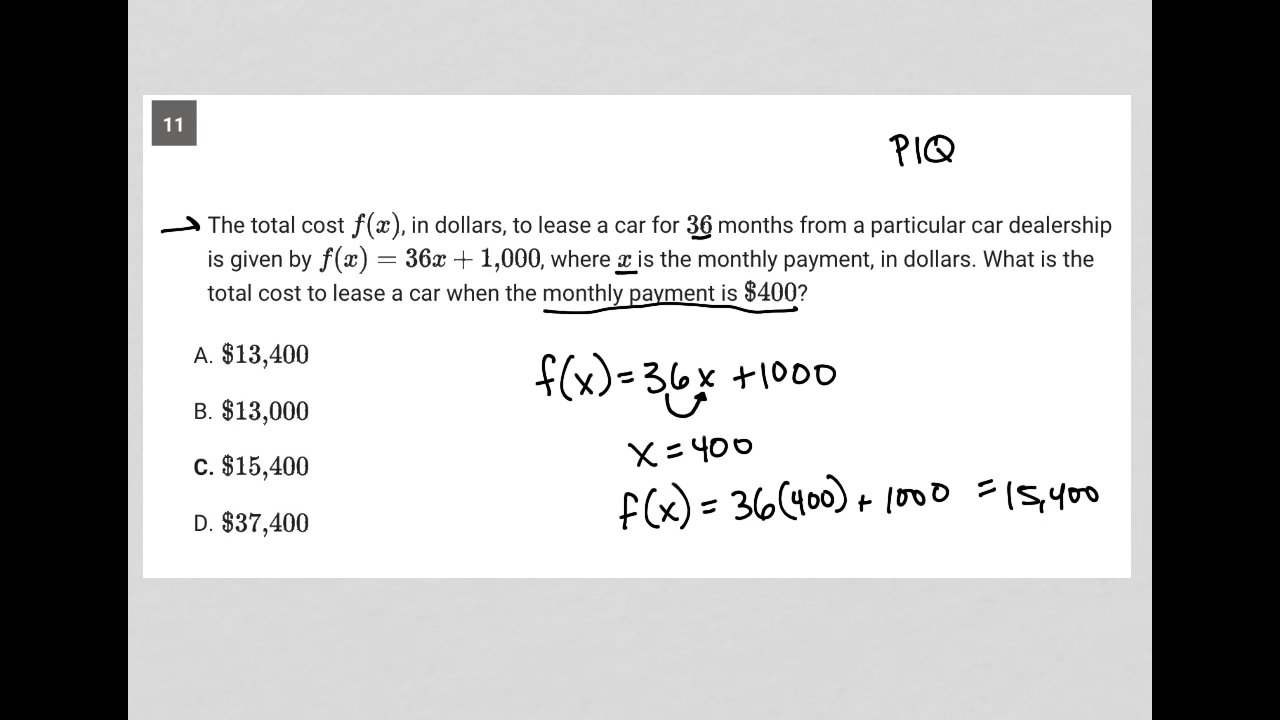 11
PIQ
The total cost f(x), in dollars, to lease a car for 36 months from a particular car dealership
is given by f(x) = 36x + 1,000, where x is the monthly payment, in dollars. What is the
total cost to lease a car when the monthly payment is $400?
A. $13,400
B. $13,000
C. $15,400
D. $37,400
f(x) = 36x + 1000
x = 400
f(x) = 36(400) + 1000 = 15,400